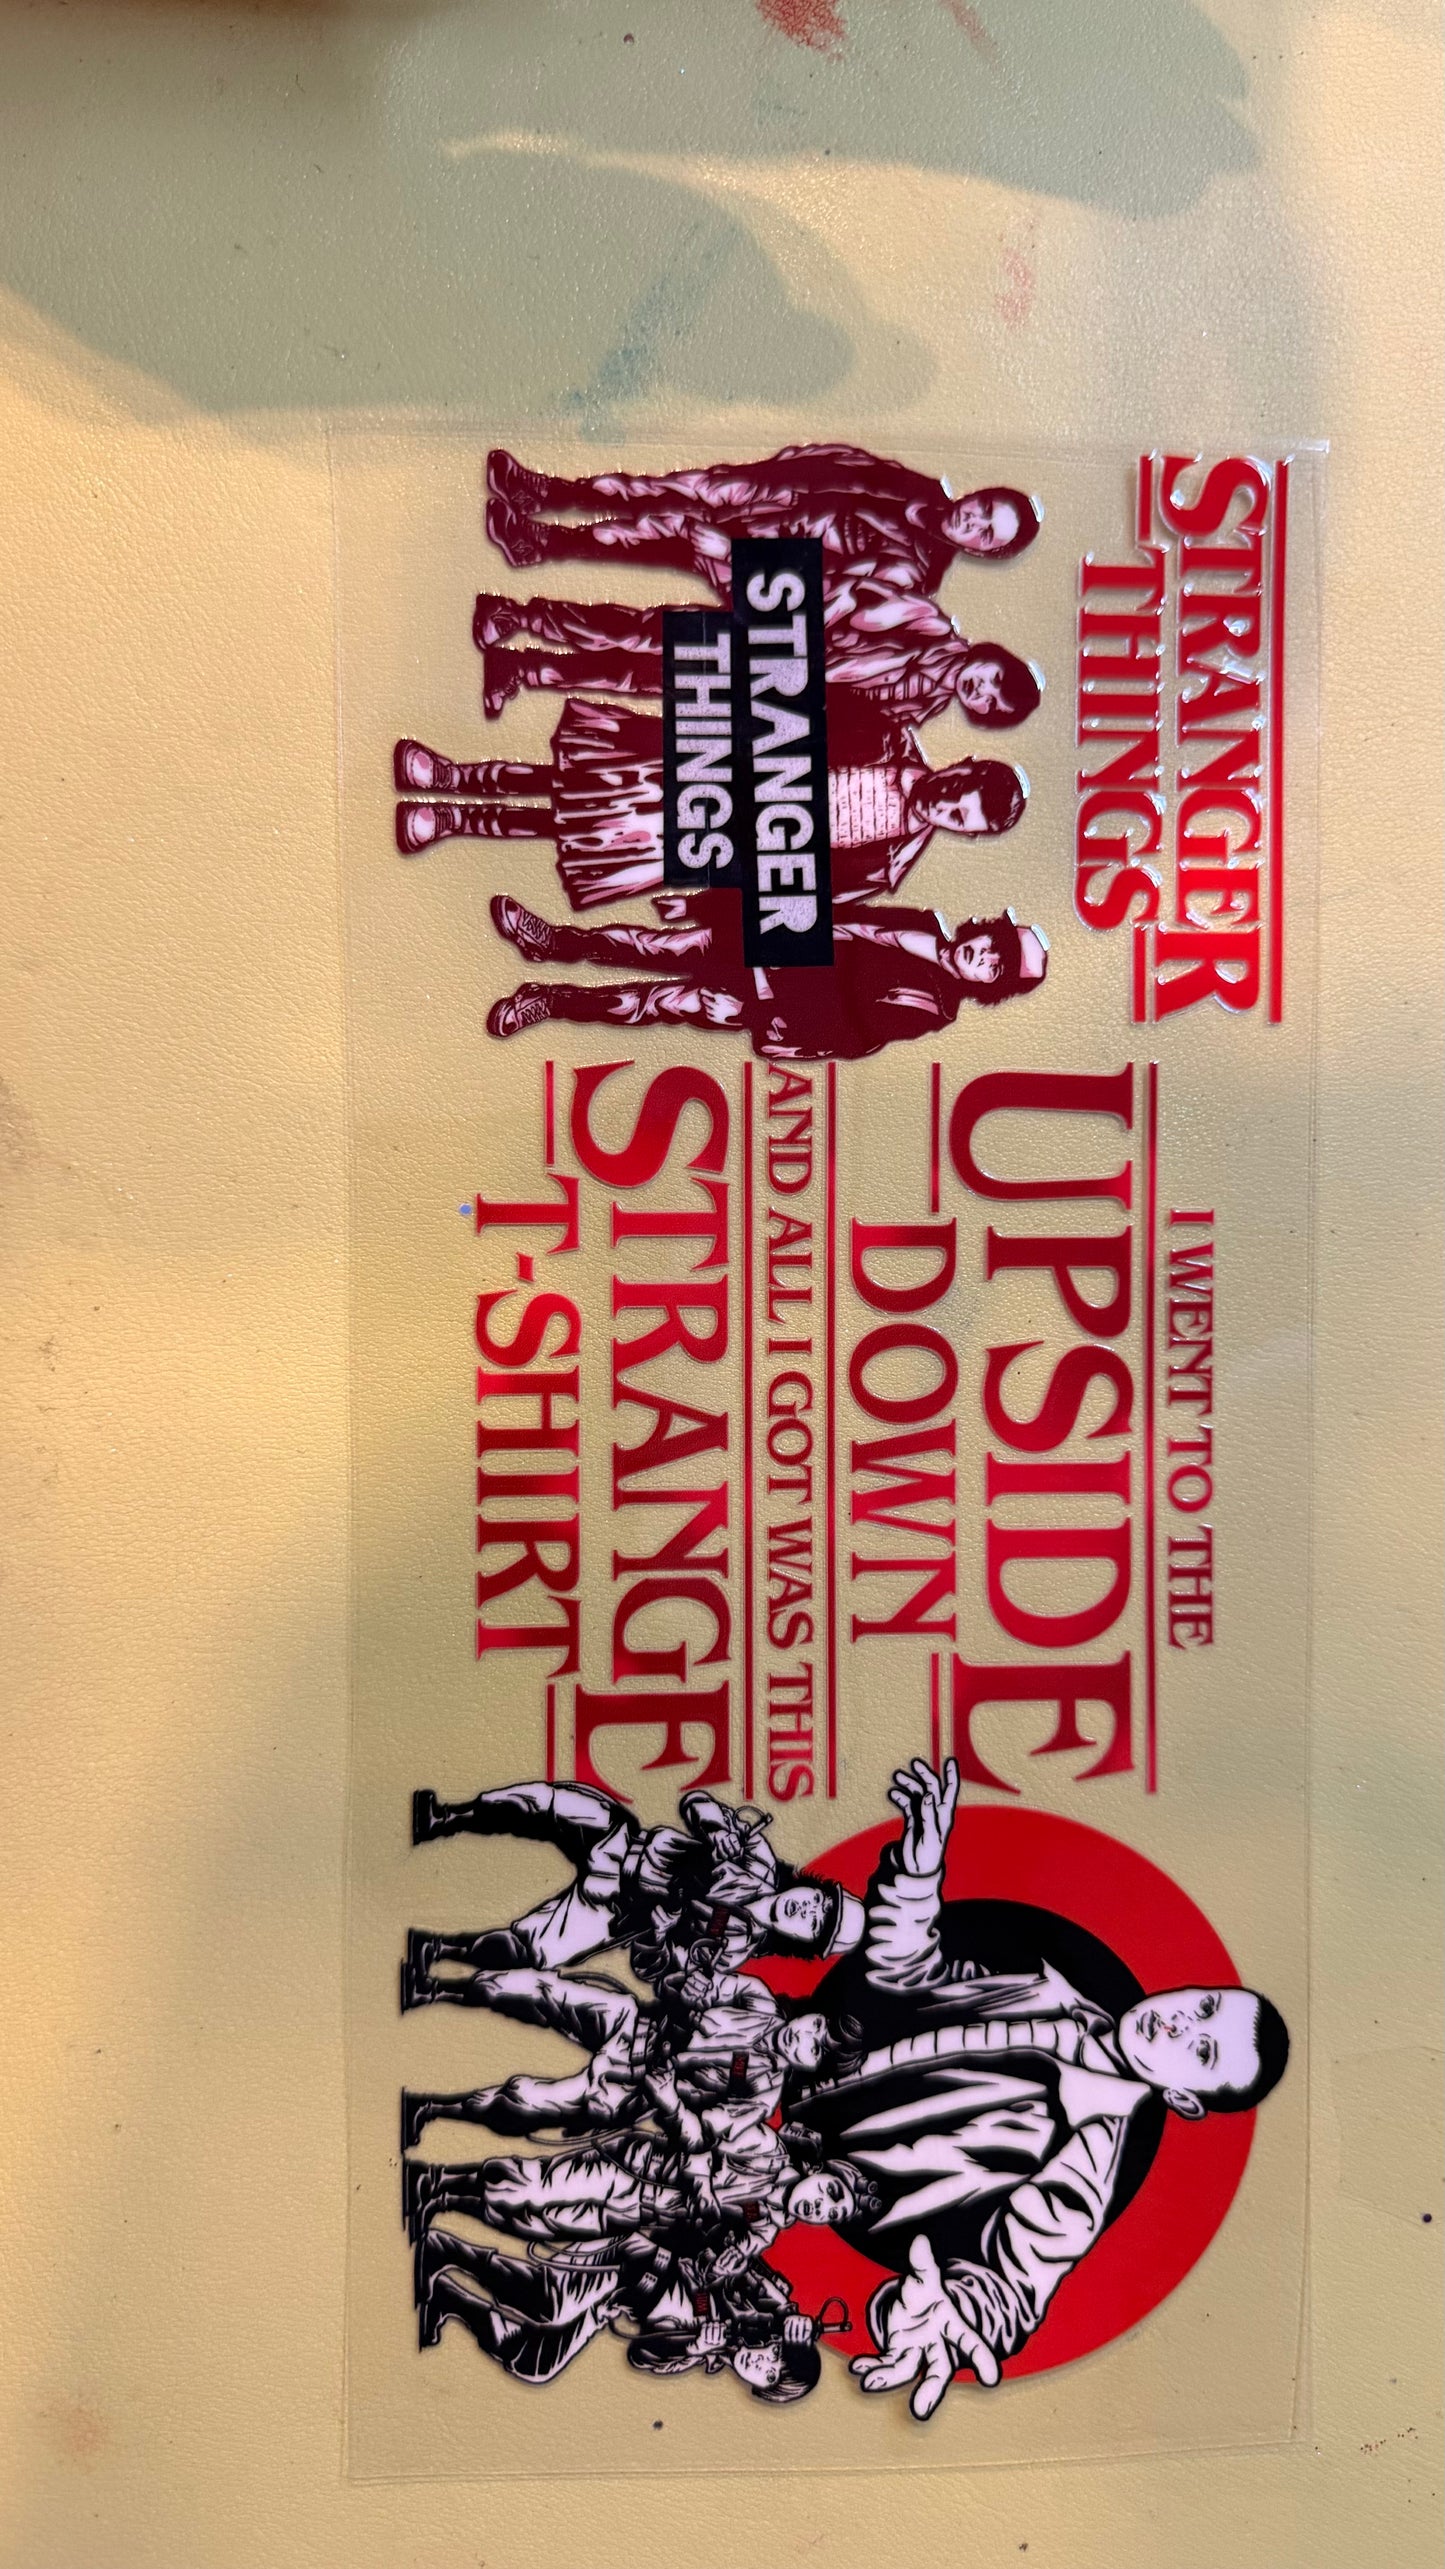 STRANGER
THINGS
STRANGER
THINGS
I WENT TO THE
UPSIDE
DOWN
AND ALL I GOT WAS THIS
STRANGE
T-SHIRT